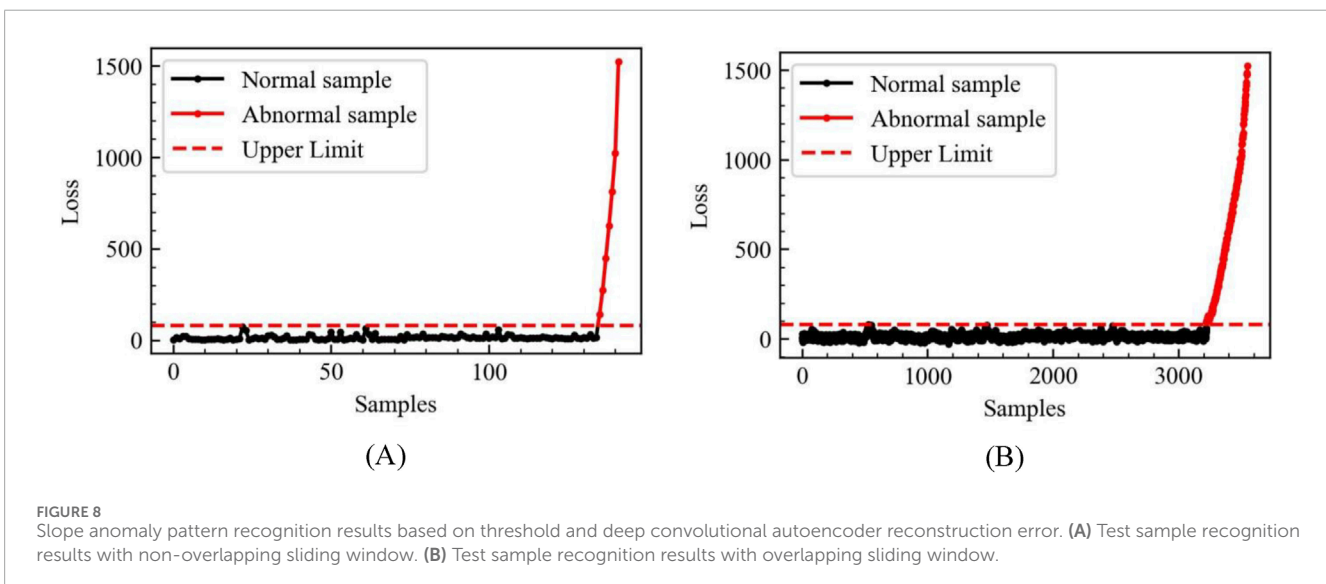 1500
1000
500
0
Loss
Normal sample
Abnormal sample
Upper Limit
0
50
100
Samples
(A)
1500
1000
500
0
Loss
Normal sample
Abnormal sample
Upper Limit
0
1000
2000
3000
Samples
(B)
FIGURE 8
Slope anomaly pattern recognition results based on threshold and deep convolutional autoencoder reconstruction error. (A) Test sample recognition
results with non-overlapping sliding window. (B) Test sample recognition results with overlapping sliding window.